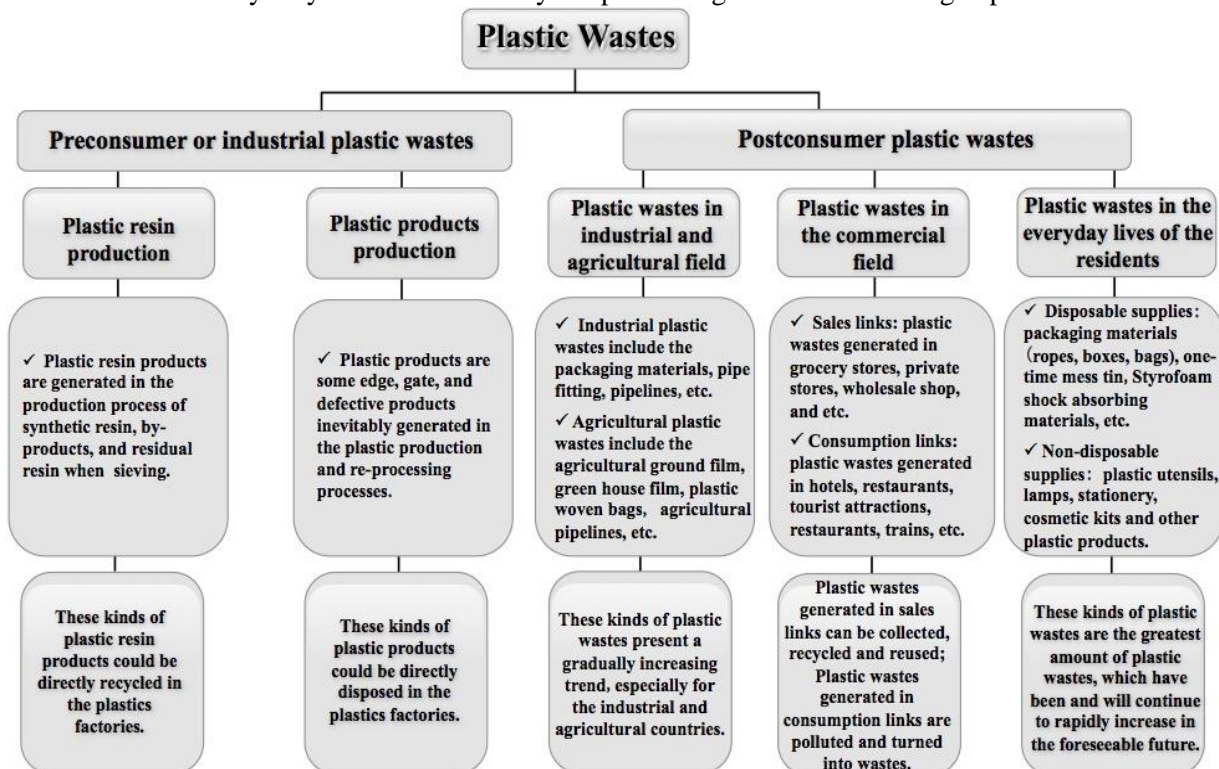 Plastic Wastes
Preconsumer or industrial plastic wastes
Postconsumer plastic wastes
Plastic resin
production
Plastic products
production
Plastic wastes in
industrial and
agricultural field
Plastic wastes in
the commercial
field
Plastic wastes in the
everyday lives of the
residents
✓ Plastic resin products
are generated in the
production process of
synthetic resin, by-
products, and residual
resin when sieving.
✓ Plastic products are
some edge, gate, and
defective products
inevitably generated in
the plastic production
and re-processing
processes.
✓ Industrial plastic
wastes include the
packaging materials, pipe
fitting, pipelines, etc.
✓ Agricultural plastic
wastes include the
agricultural ground film,
green house film, plastic
woven bags, agricultural
pipelines, etc.
✓ Sales links: plastic
wastes generated in
grocery stores, private
stores, wholesale shop,
and etc.
✓ Consumption links:
plastic wastes generated
in hotels, restaurants,
tourist attractions,
restaurants, trains, etc.
✓ Disposable supplies:
packaging materials
(ropes, boxes, bags), one-
time mess tin, Styrofoam
shock absorbing
materials, etc.
✓ Non-disposable
supplies: plastic utensils,
lamps, stationery,
cosmetic kits and other
plastic products.
These kinds of
plastic resin
products could be
directly recycled in
the plastics
factories.
These kinds of
plastic products
could be directly
disposed in the
plastics factories.
These kinds of plastic
wastes present a
gradually increasing
trend, especially for
the industrial and
agricultural countries.
Plastic wastes
generated in sales
links can be collected,
recycled and reused;
Plastic wastes
generated in
consumption links are
polluted and turned
into wastes.
These kinds of plastic
wastes are the greatest
amount of plastic
wastes, which have
been and will continue
to rapidly increase in
the foreseeable future.